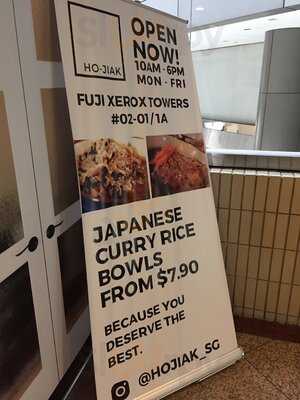 HO-JIAK
OPEN
NOW!
10AM - 6PM
MON - FRI
FUJI XEROX TOWERS
#02-01/1A
JAPANESE
CURRY RICE
BOWLS
FROM $7.90
BECAUSE YOU
DESERVE THE
BEST.
@HOJIAK_SG